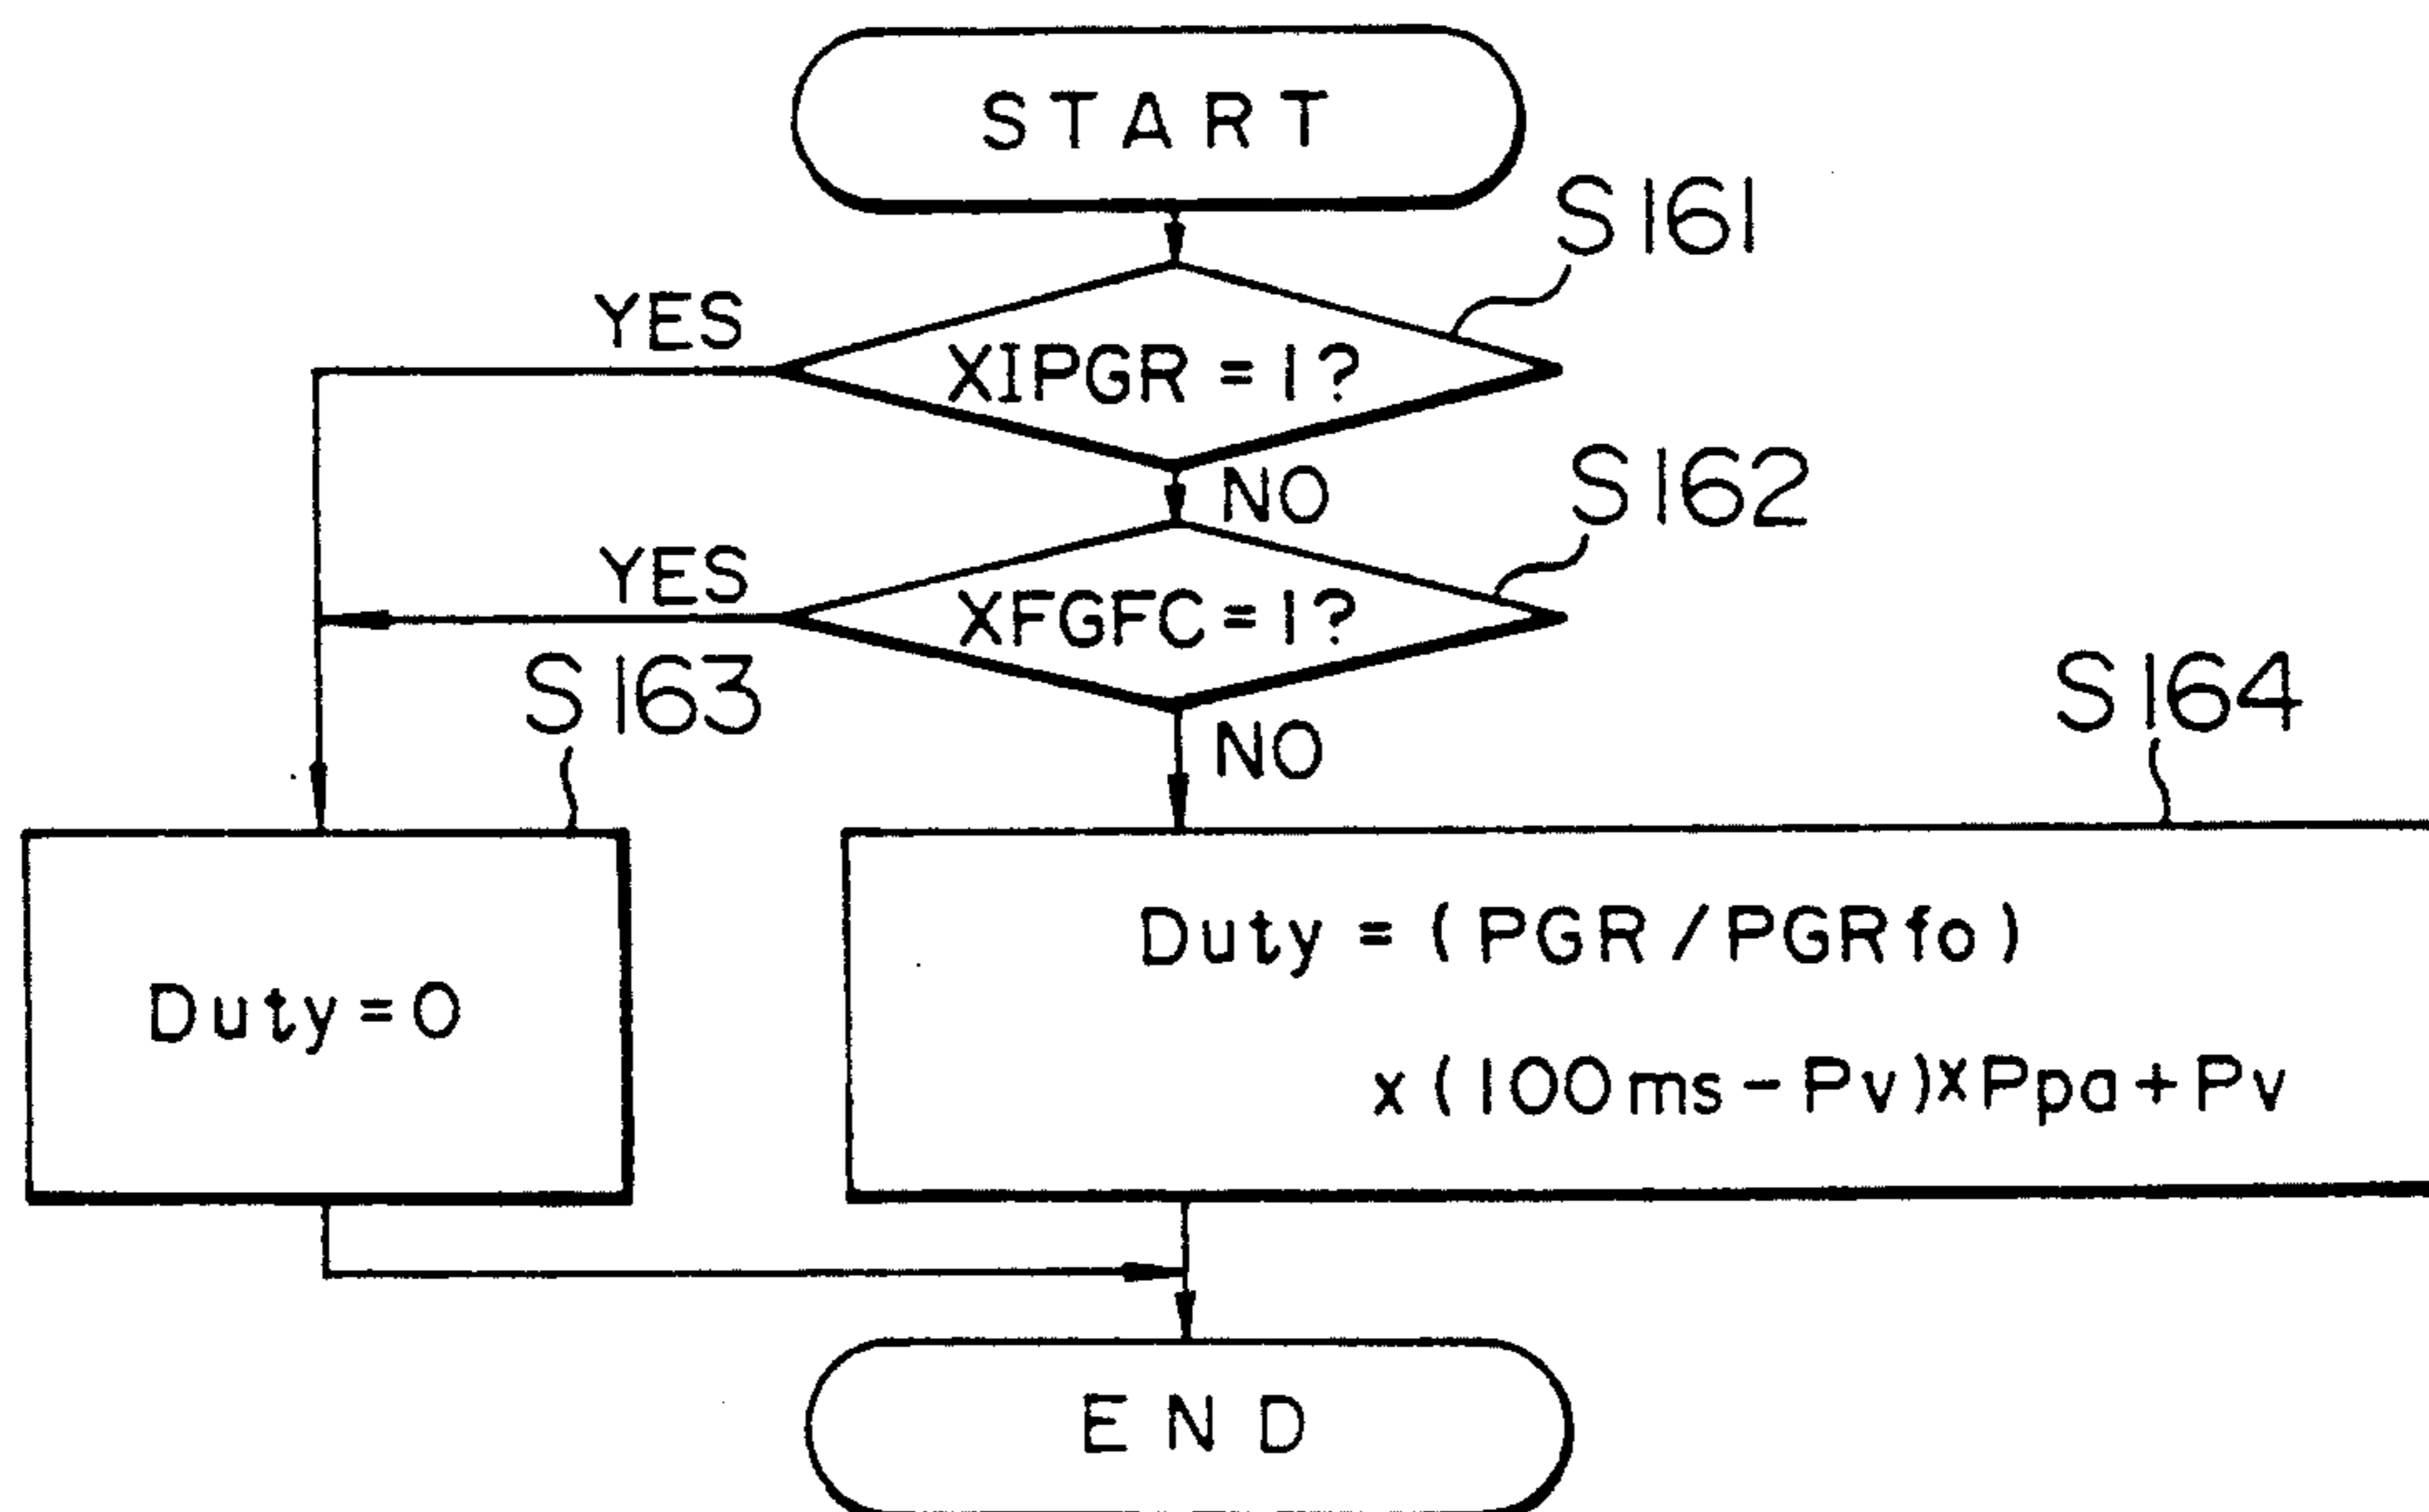 START
S161
YES
XIPGR = 1?
NO
S162
YES
XFGFC = 1?
S163
NO
S164
Duty = 0
Duty = (PGR / PGRfo)
x (100ms - Pv) x Ppa + Pv
END